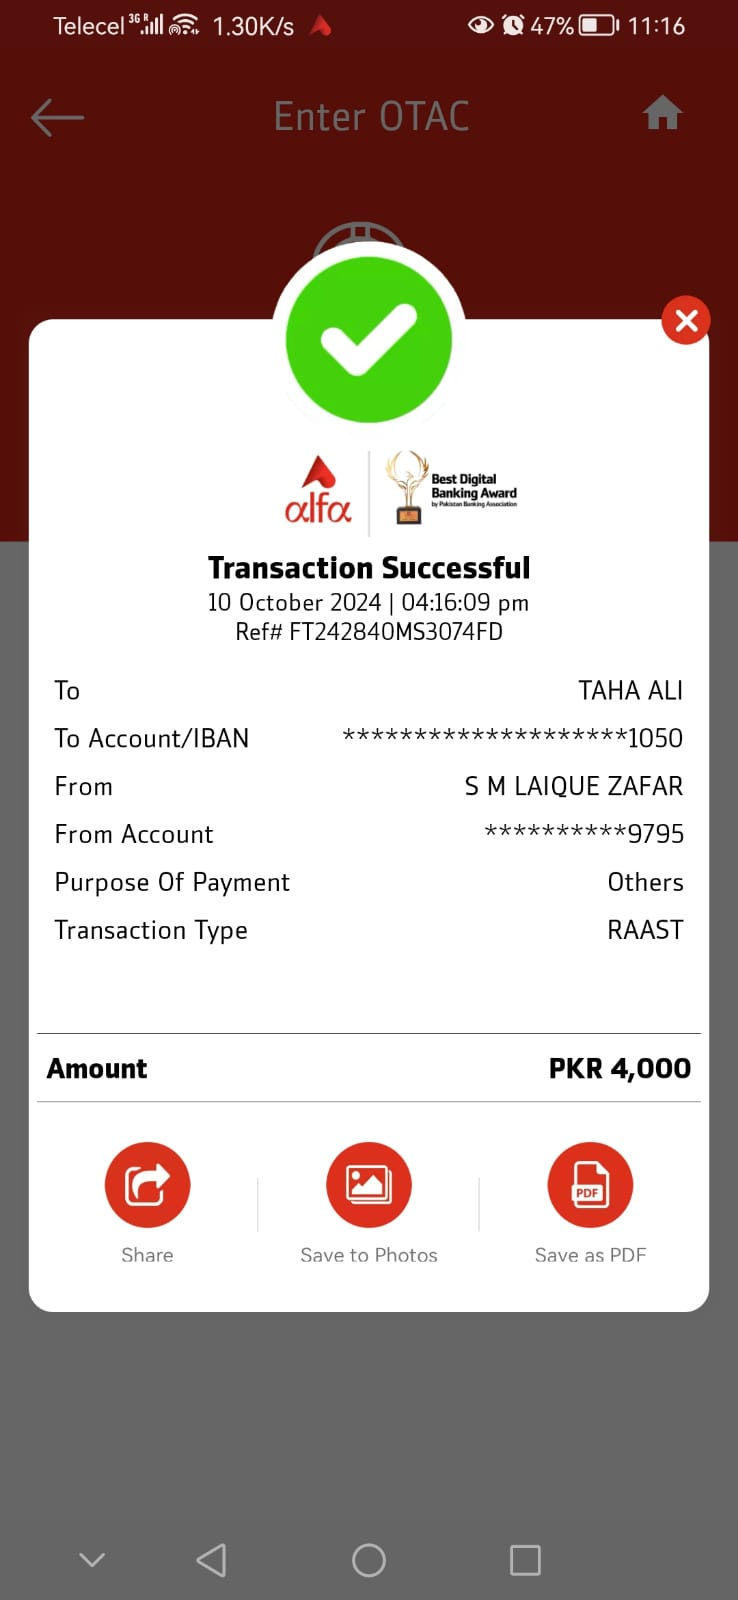 Telecel 3G R 1.30K/s 47% 11:16
Enter OTAC
alfa
Best Digital
Banking Award
by Pakistan Banking Association
Transaction Successful
10 October 2024 | 04:16:09 pm
Ref# FT242840MS3074FD
To TAHA ALI
To Account/IBAN ********************1050
From S M LAIQUE ZAFAR
From Account **********9795
Purpose Of Payment Others
Transaction Type RAAST
Amount PKR 4,000
PDF
Share Save to Photos Save as PDF